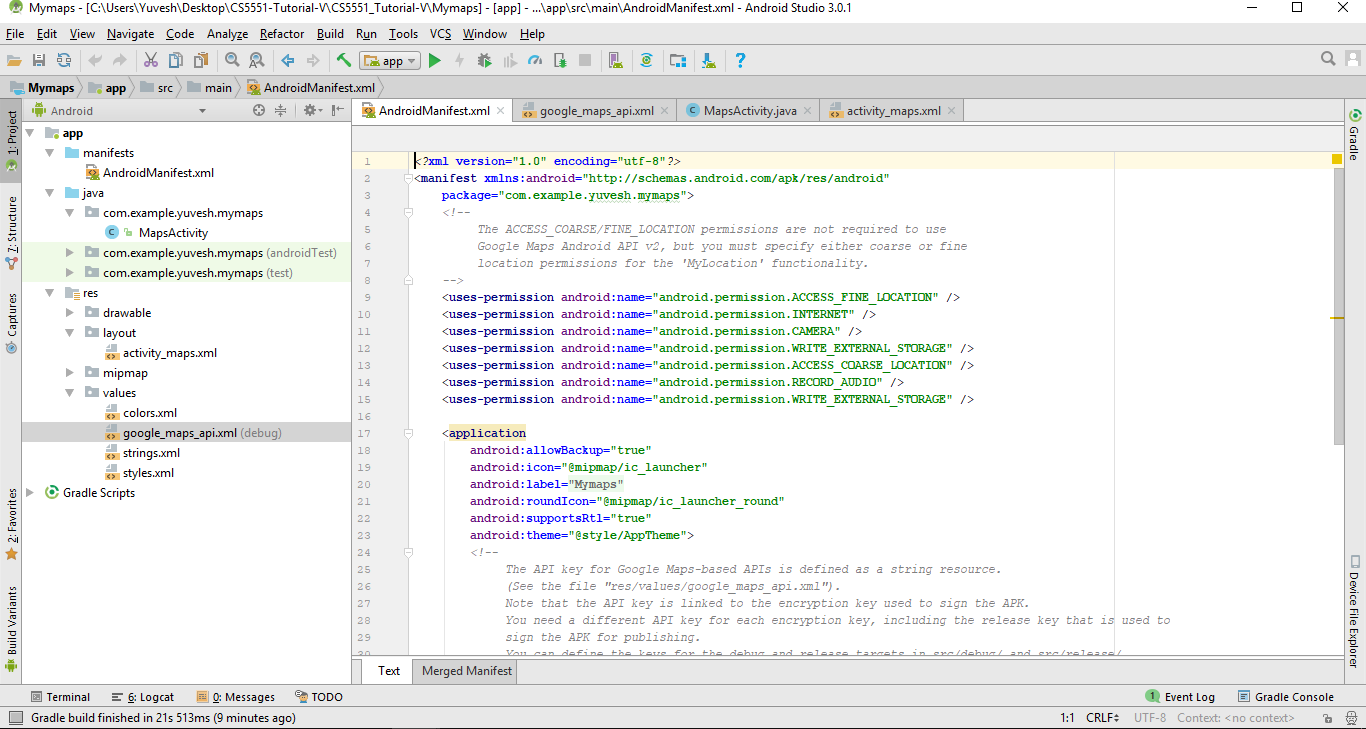 Mymaps - [C:\Users\Yuvesh\Desktop\CS5551-Tutorial-V\CS5551_Tutorial-V\Mymaps] - [app] - ...\app\src\main\AndroidManifest.xml - Android Studio 3.0.1
File Edit View Navigate Code Analyze Refactor Build Run Tools VCS Window Help
app
Mymaps app src main AndroidManifest.xml
Android
AndroidManifest.xml google_maps_api.xml MapsActivity.java activity_maps.xml
1: Project
7: Structure
Captures
2: Favorites
Build Variants
app
manifests
AndroidManifest.xml
java
com.example.yuvesh.mymaps
MapsActivity
com.example.yuvesh.mymaps (androidTest)
com.example.yuvesh.mymaps (test)
res
drawable
layout
activity_maps.xml
mipmap
values
colors.xml
google_maps_api.xml (debug)
strings.xml
styles.xml
Gradle Scripts
1 <?xml version="1.0" encoding="utf-8"?>
2 <manifest xmlns:android="http://schemas.android.com/apk/res/android"
3 package="com.example.yuvesh.mymaps">
4 <!--
5 The ACCESS_COARSE/FINE_LOCATION permissions are not required to use
6 Google Maps Android API v2, but you must specify either coarse or fine
7 location permissions for the 'MyLocation' functionality.
8 -->
9 <uses-permission android:name="android.permission.ACCESS_FINE_LOCATION" />
10 <uses-permission android:name="android.permission.INTERNET" />
11 <uses-permission android:name="android.permission.CAMERA" />
12 <uses-permission android:name="android.permission.WRITE_EXTERNAL_STORAGE" />
13 <uses-permission android:name="android.permission.ACCESS_COARSE_LOCATION" />
14 <uses-permission android:name="android.permission.RECORD_AUDIO" />
15 <uses-permission android:name="android.permission.WRITE_EXTERNAL_STORAGE" />
16
17 <application
18 android:allowBackup="true"
19 android:icon="@mipmap/ic_launcher"
20 android:label="Mymaps"
21 android:roundIcon="@mipmap/ic_launcher_round"
22 android:supportsRtl="true"
23 android:theme="@style/AppTheme">
24 <!--
25 The API key for Google Maps-based APIs is defined as a string resource.
26 (See the file "res/values/google_maps_api.xml").
27 Note that the API key is linked to the encryption key used to sign the APK.
28 You need a different API key for each encryption key, including the release key that is used to
29 sign the APK for publishing.
30 You can define the keys for the debug and release targets in src/debug/ and src/release/.
Text Merged Manifest
Gradle
Device File Explorer
Terminal 6: Logcat 0: Messages TODO 1 Event Log Gradle Console
Gradle build finished in 21s 513ms (9 minutes ago) 1:1 CRLF UTF-8 Context: <no context>